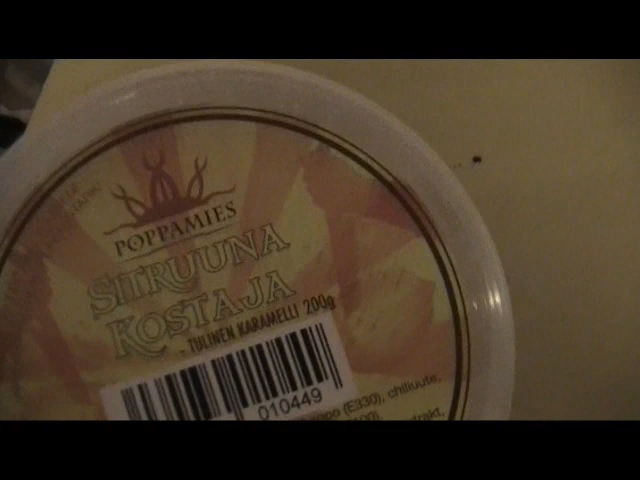 POPPAMIES
SITRUUNA
KOSTAJA
- TULINEN KARAMELLI 200g
010449
(E330), chiliuute,